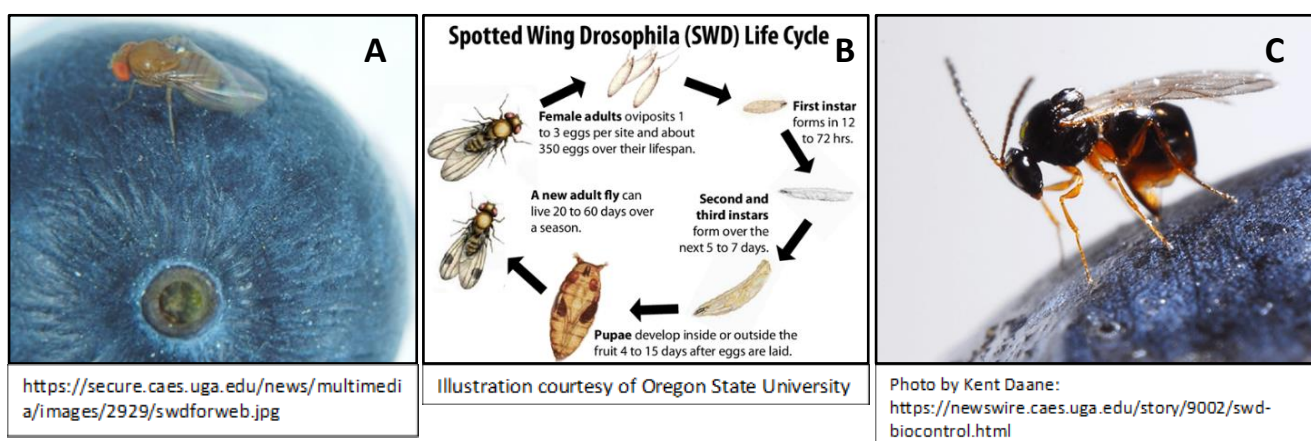 A
Spotted Wing Drosophila (SWD) Life Cycle
B
Female adults oviposits 1
to 3 eggs per site and about
350 eggs over their lifespan.
First instar
forms in 12
to 72 hrs.
A new adult fly can
live 20 to 60 days over
a season.
Second and
third instars
form over the
next 5 to 7 days.
Pupae develop inside or outside the
fruit 4 to 15 days after eggs are laid.
C
https://secure.caes.uga.edu/news/multimedi
a/images/2929/swdforweb.jpg
Illustration courtesy of Oregon State University
Photo by Kent Daane:
https://newswire.caes.uga.edu/story/9002/swd-
biocontrol.html